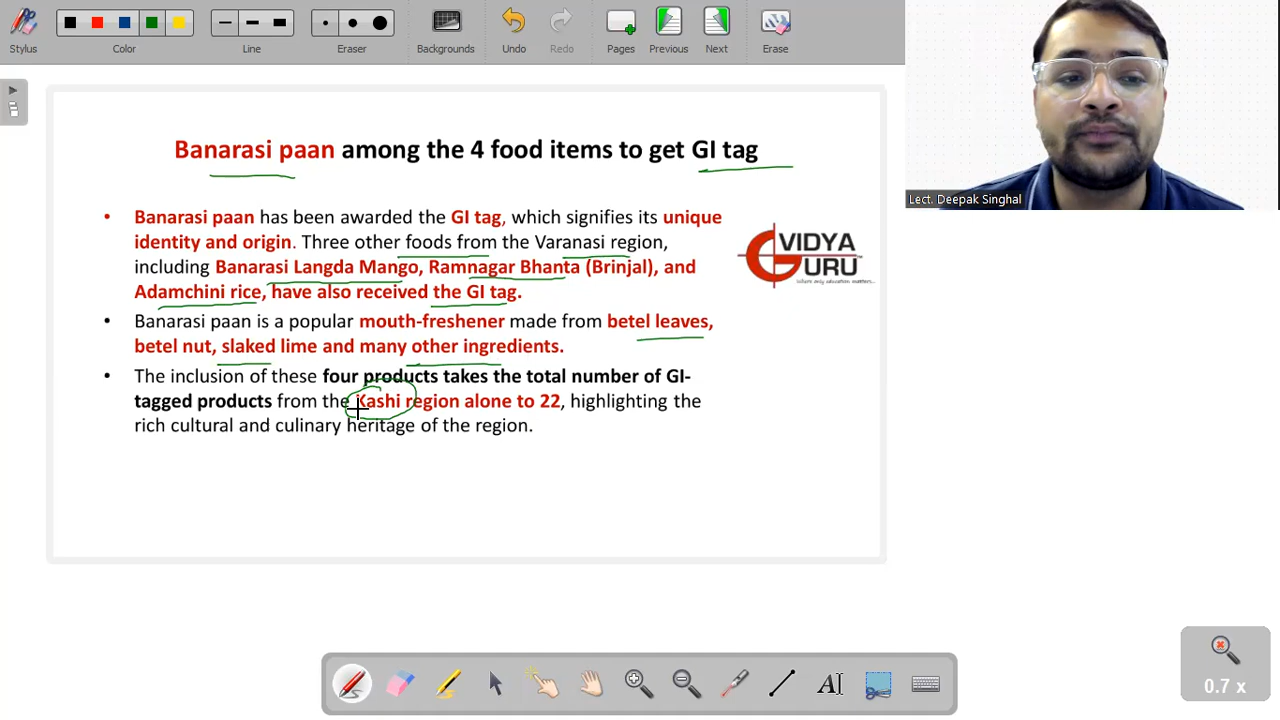 Stylus
Color
Line
Eraser
Backgrounds
Undo
Redo
Pages
Previous
Next
Erase
Lect. Deepak Singhal
Banarasi paan among the 4 food items to get GI tag
• Banarasi paan has been awarded the GI tag, which signifies its unique
identity and origin. Three other foods from the Varanasi region,
including Banarasi Langda Mango, Ramnagar Bhanta (Brinjal), and
Adamchini rice, have also received the GI tag.
• Banarasi paan is a popular mouth-freshener made from betel leaves,
betel nut, slaked lime and many other ingredients.
• The inclusion of these four products takes the total number of GI-
tagged products from the Kashi region alone to 22, highlighting the
rich cultural and culinary heritage of the region.
VIDYA
GURU
where only education matters...
0.7 x